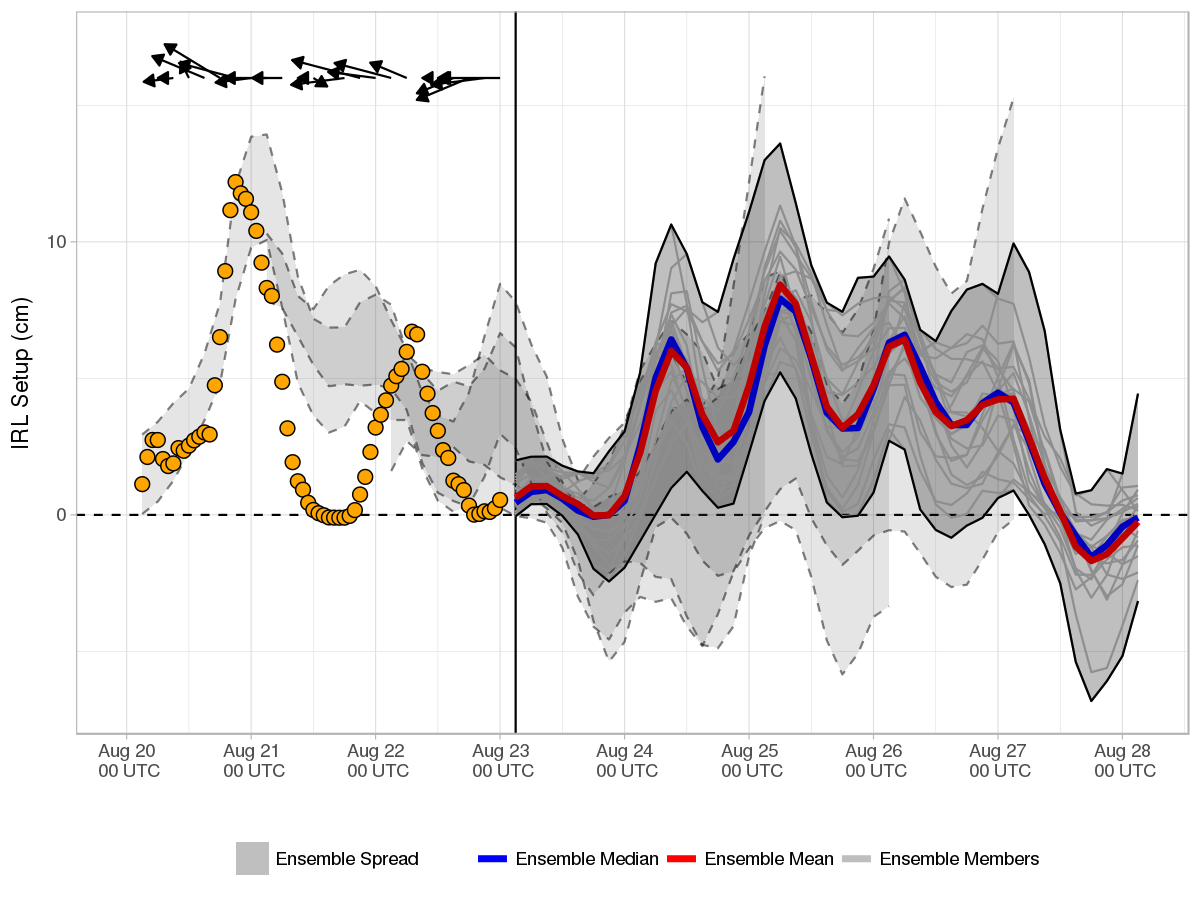 IRL Setup (cm)
10
0
Aug 20
00 UTC
Aug 21
00 UTC
Aug 22
00 UTC
Aug 23
00 UTC
Aug 24
00 UTC
Aug 25
00 UTC
Aug 26
00 UTC
Aug 27
00 UTC
Aug 28
00 UTC
Ensemble Spread
Ensemble Median
Ensemble Mean
Ensemble Members